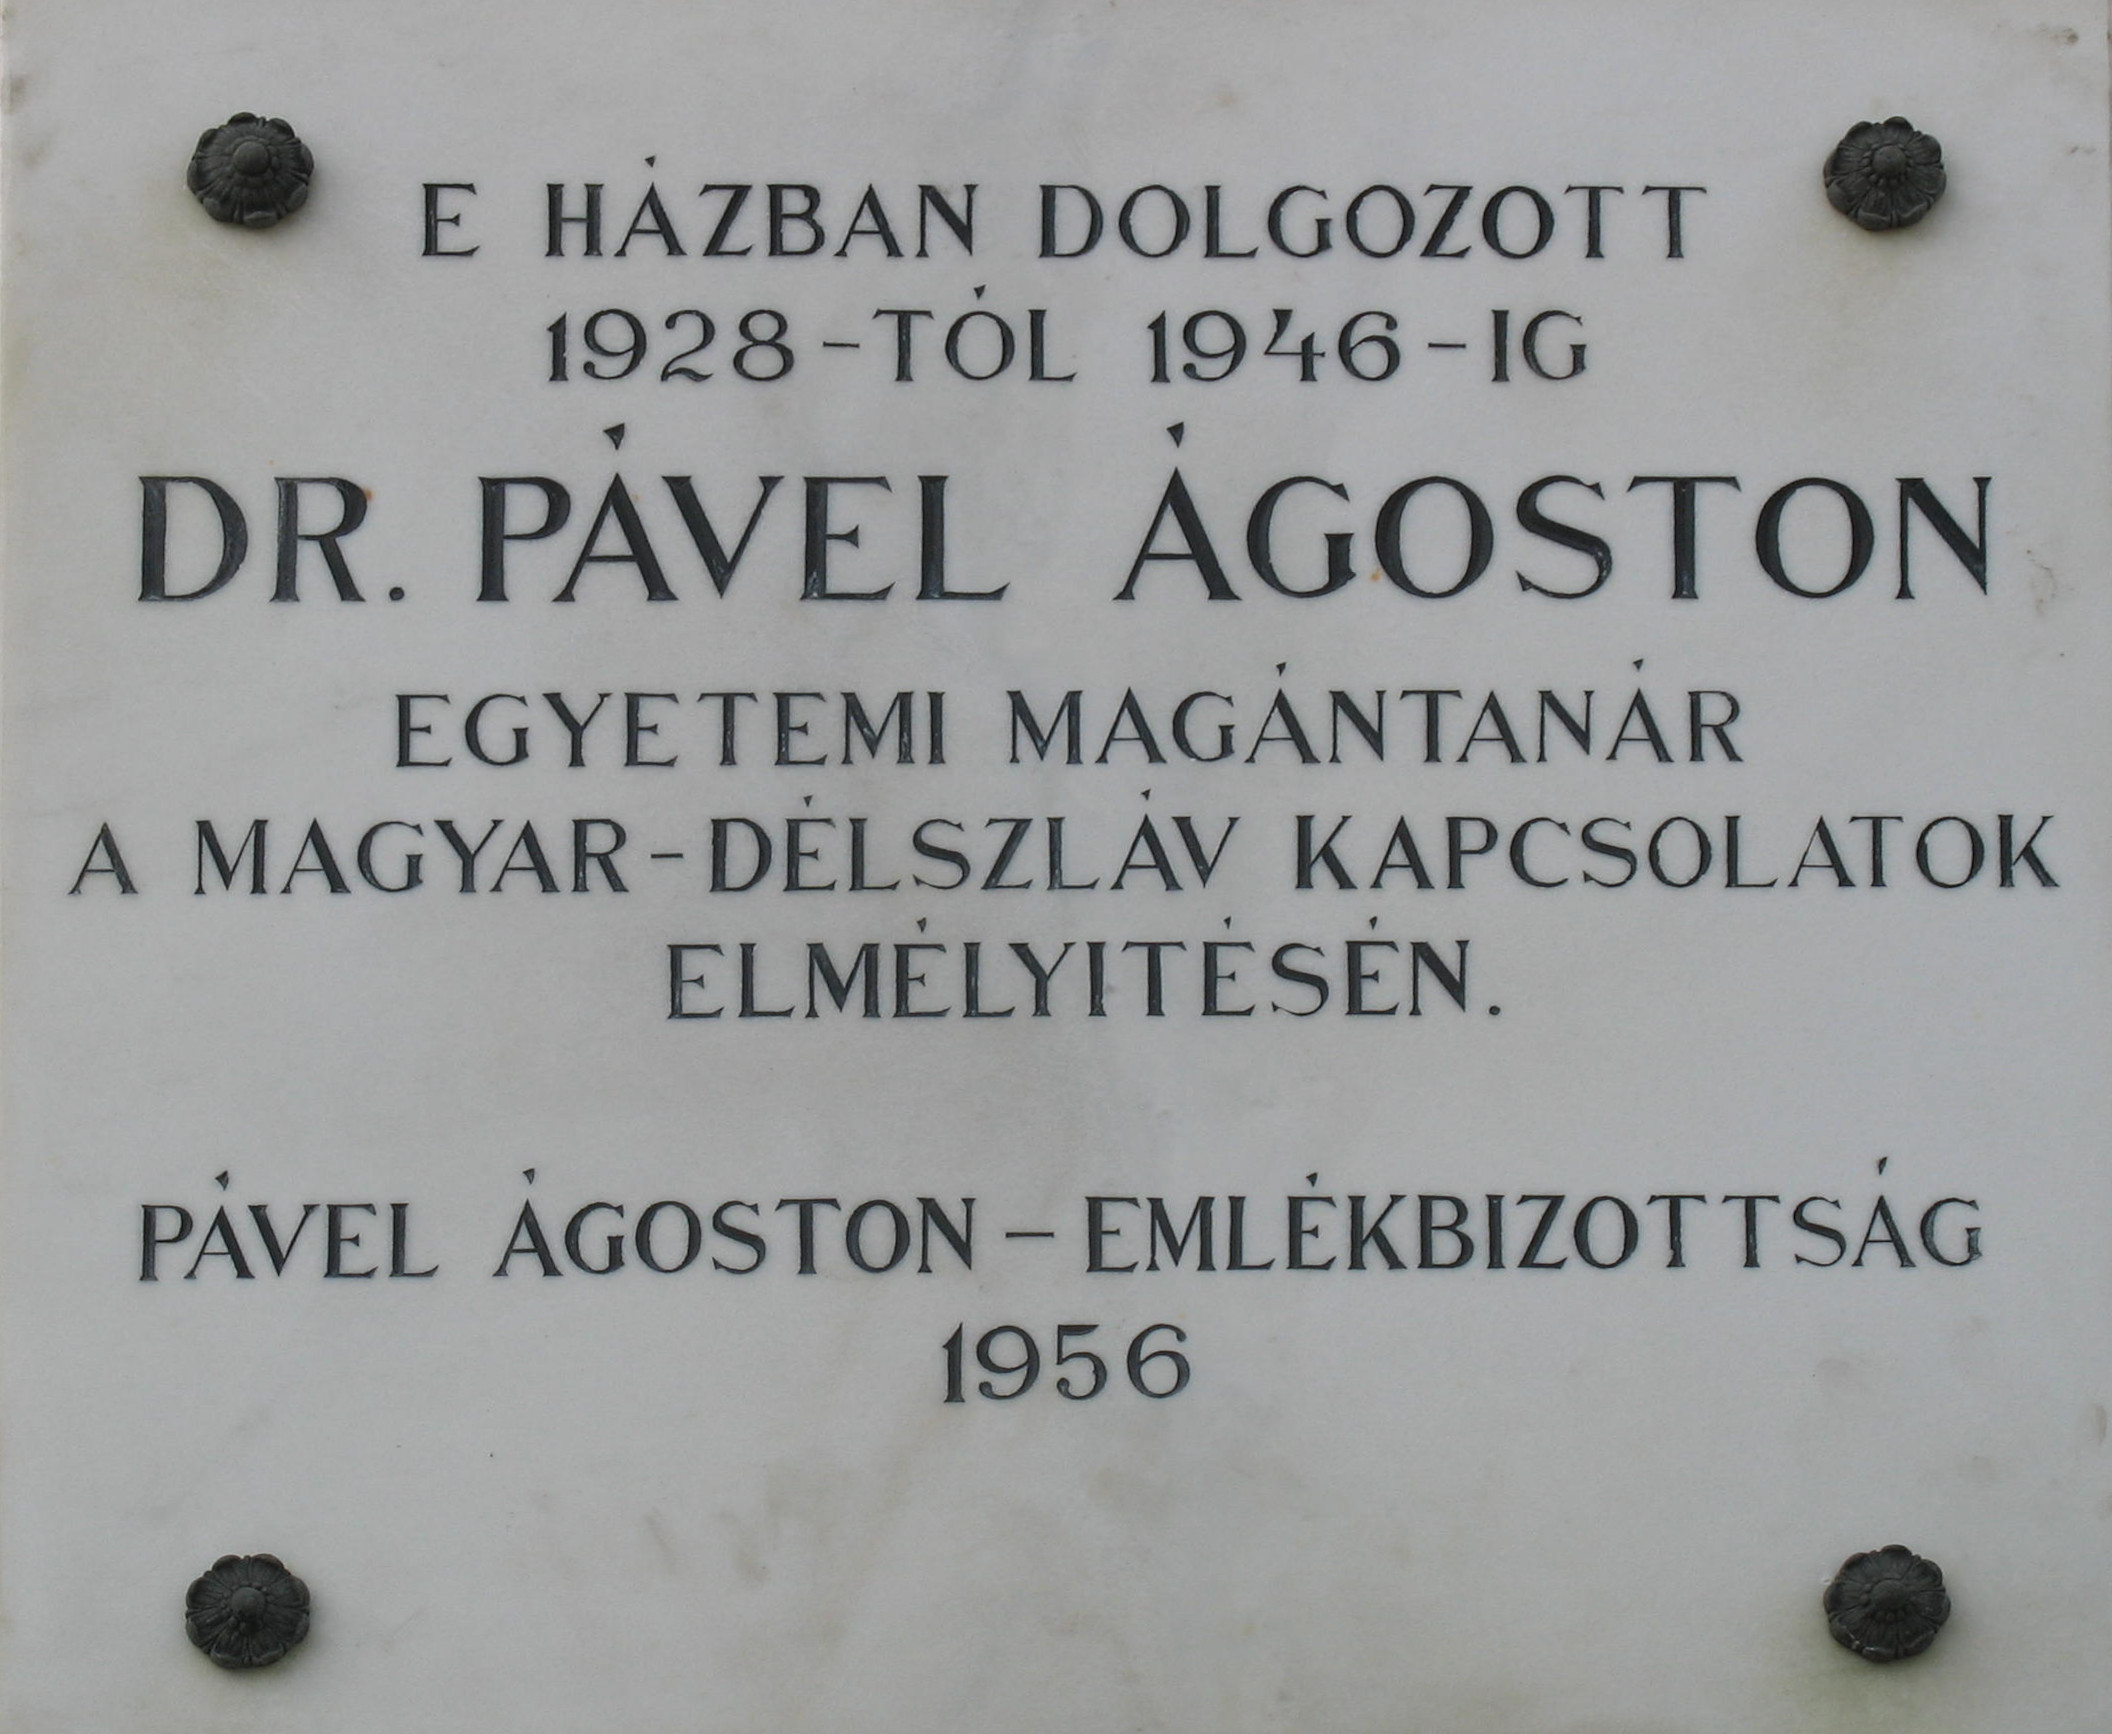 E HÁZBAN DOLGOZOTT
1928-TÓL 1946-IG
DR. PÁVEL ÁGOSTON
EGYETEMI MAGÁNTANÁR
A MAGYAR-DÉLSZLÁV KAPCSOLATOK
ELMÉLYITÉSÉN.
PÁVEL ÁGOSTON-EMLÉKBIZOTTSÁG
1956